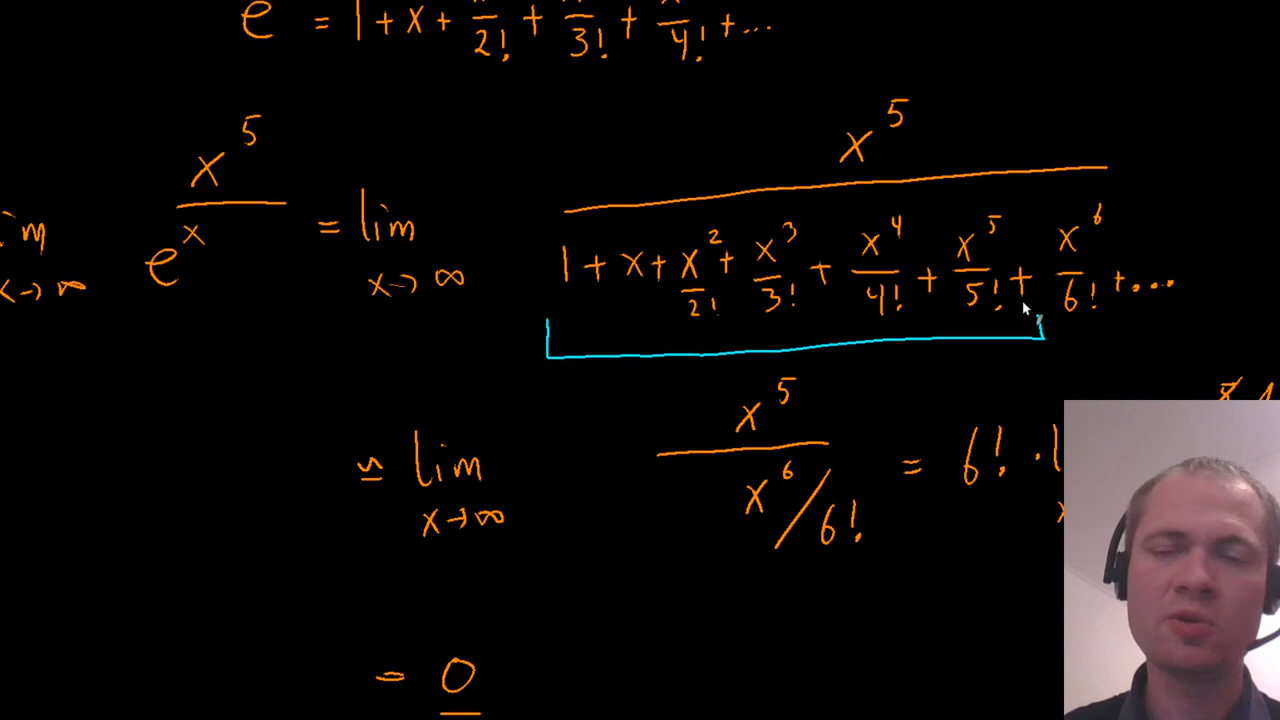 e = 1 + x + /2! + /3! + /4! + ...
lim x→∞ x^5/e^x = lim x→∞ x^5/(1 + x + x^2/2! + x^3/3! + x^4/4! + x^5/5! + x^6/6! + ...)
≃ lim x→∞ x^5/(x^6/6!) = 6! · l
= 0